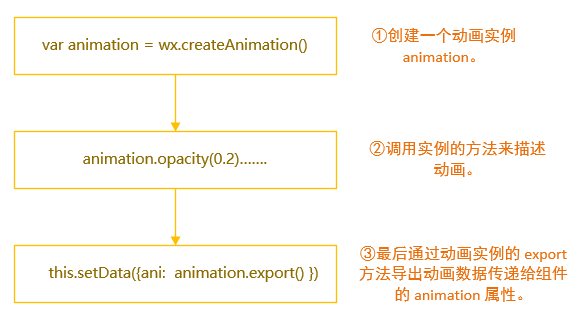 var animation = wx.createAnimation()
①创建一个动画实例
animation。
animation.opacity(0.2).......
②调用实例的方法来描述
动画。
this.setData({ani:  animation.export() })
③最后通过动画实例的 export
方法导出动画数据传递给组件
的 animation 属性。